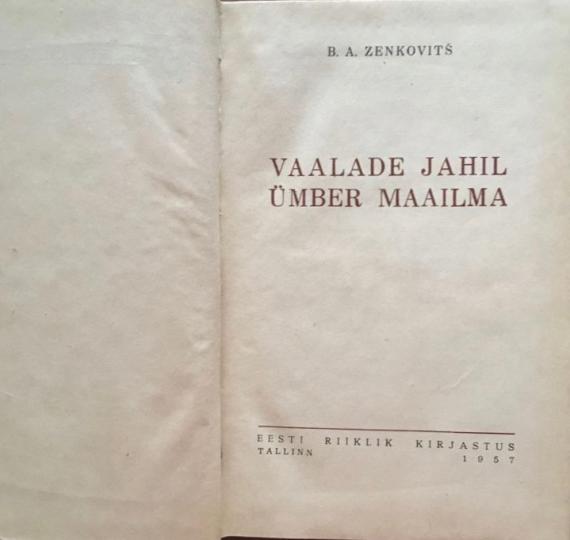 B. A. ZENKOVITŠ
VAALADE JAHIL
ÜMBER MAAILMA
EESTI RIIKLIK KIRJASTUS
TALLINN 1957